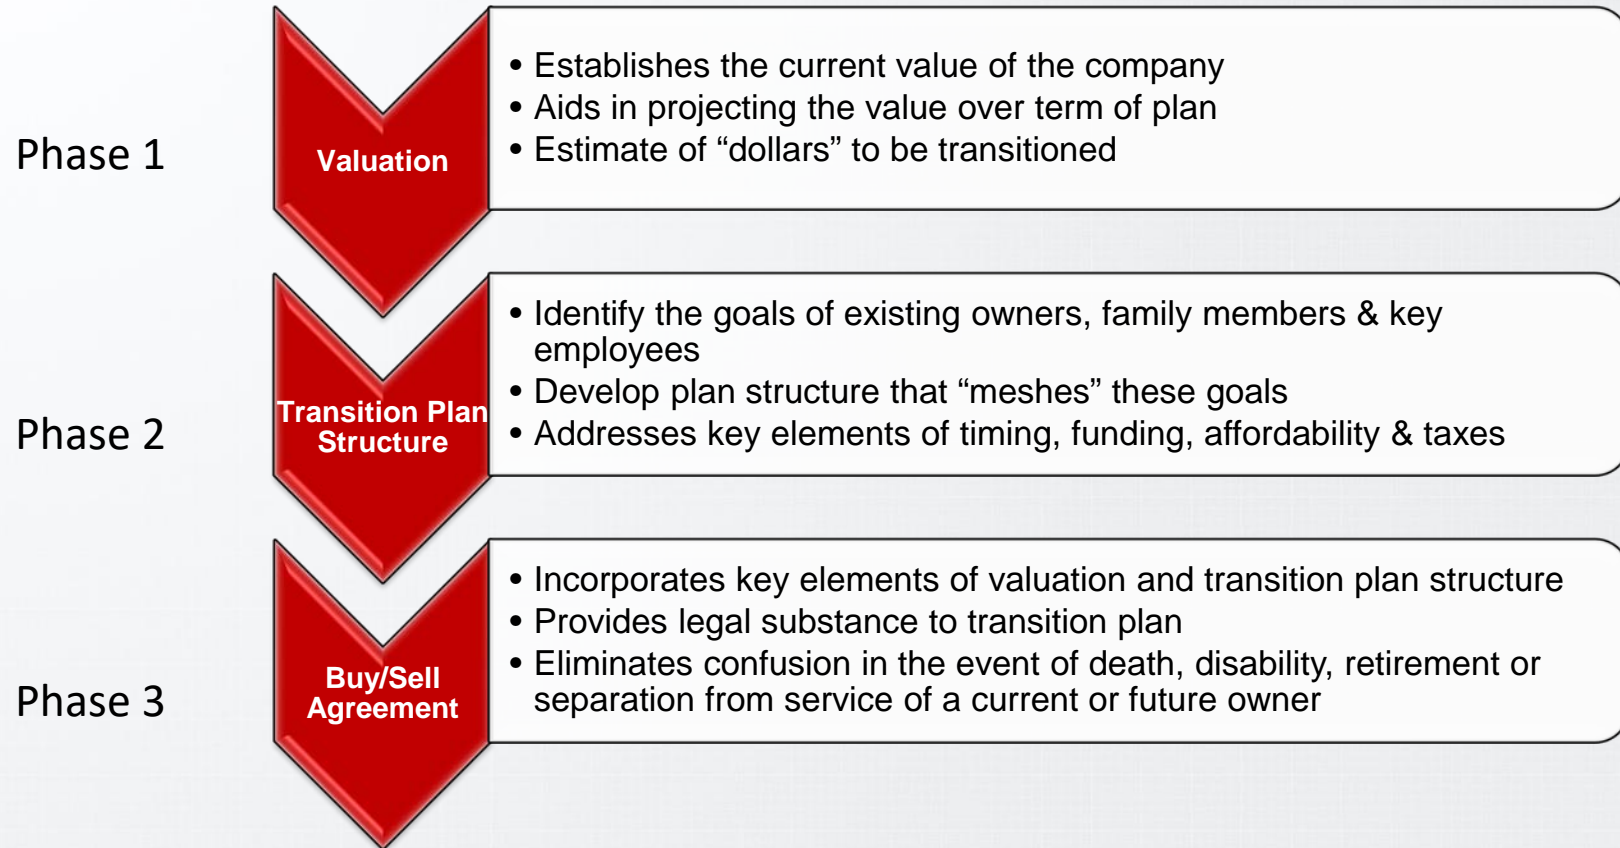 Phase 1
Valuation
• Establishes the current value of the company
• Aids in projecting the value over term of plan
• Estimate of “dollars” to be transitioned
Phase 2
Transition Plan
Structure
• Identify the goals of existing owners, family members & key
employees
• Develop plan structure that “meshes” these goals
• Addresses key elements of timing, funding, affordability & taxes
Phase 3
Buy/Sell
Agreement
• Incorporates key elements of valuation and transition plan structure
• Provides legal substance to transition plan
• Eliminates confusion in the event of death, disability, retirement or
separation from service of a current or future owner